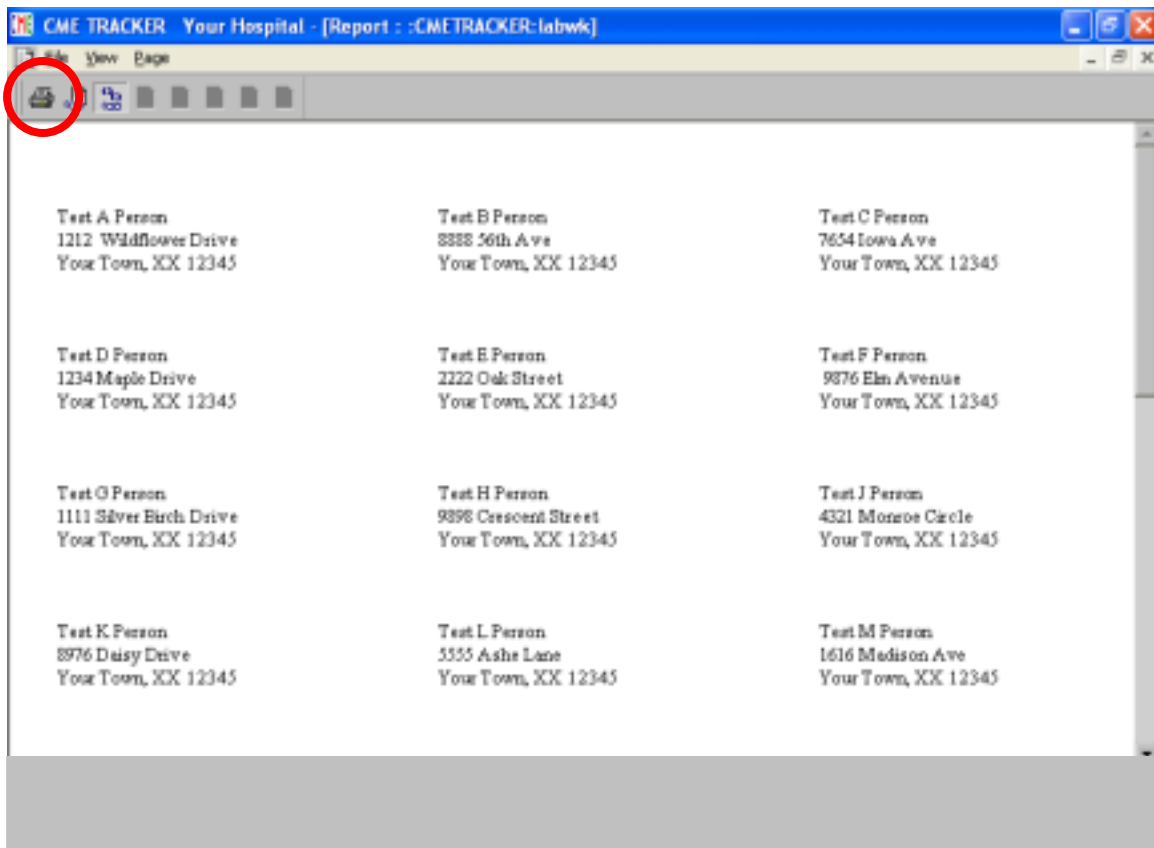 CME CME TRACKER Your Hospital - [Report : :CMETRACKER:labwk]
File View Page
Test A Person Test B Person Test C Person
1212 Wildflower Drive 8888 56th Ave 7654 Iowa Ave
Your Town, XX 12345 Your Town, XX 12345 Your Town, XX 12345
Test D Person Test E Person Test F Person
1234 Maple Drive 2222 Oak Street 9876 Elm Avenue
Your Town, XX 12345 Your Town, XX 12345 Your Town, XX 12345
Test G Person Test H Person Test J Person
1111 Silver Birch Drive 9898 Crescent Street 4321 Monroe Circle
Your Town, XX 12345 Your Town, XX 12345 Your Town, XX 12345
Test K Person Test L Person Test M Person
8976 Daisy Drive 5555 Ashe Lane 1616 Madison Ave
Your Town, XX 12345 Your Town, XX 12345 Your Town, XX 12345